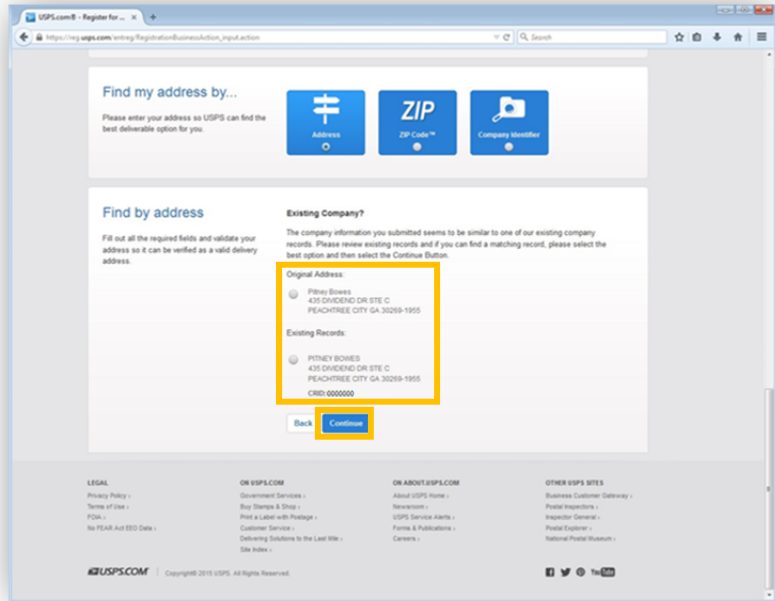 USPS.com® - Register for ...
https://reg.usps.com/entreg/RegistrationBusinessAction_input.action
Search
Find my address by...
Please enter your address so USPS can find the
best deliverable option for you.
Address
ZIP
ZIP Code™
Company Identifier
Find by address
Fill out all the required fields and validate your
address so it can be verified as a valid delivery
address.
Existing Company?
The company information you submitted seems to be similar to one of our existing company
records. Please review existing records and if you can find a matching record, please select the
best option and then select the Continue Button.
Original Address:
Pitney Bowes
435 DIVIDEND DR STE C
PEACHTREE CITY GA 30269-1955
Existing Records:
PITNEY BOWES
435 DIVIDEND DR STE C
PEACHTREE CITY GA 30269-1955
CRID: 0000000
Back
Continue
LEGAL
Privacy Policy ›
Terms of Use ›
FOIA ›
No FEAR Act EEO Data ›
ON USPS.COM
Government Services ›
Buy Stamps & Shop ›
Print a Label with Postage ›
Customer Service ›
Delivering Solutions to the Last Mile ›
Site Index ›
ON ABOUT.USPS.COM
About USPS Home ›
Newsroom ›
USPS Service Alerts ›
Forms & Publications ›
Careers ›
OTHER USPS SITES
Business Customer Gateway ›
Postal Inspectors ›
Inspector General ›
Postal Explorer ›
National Postal Museum ›
USPS.COM
Copyright© 2015 USPS. All Rights Reserved.
YouTube